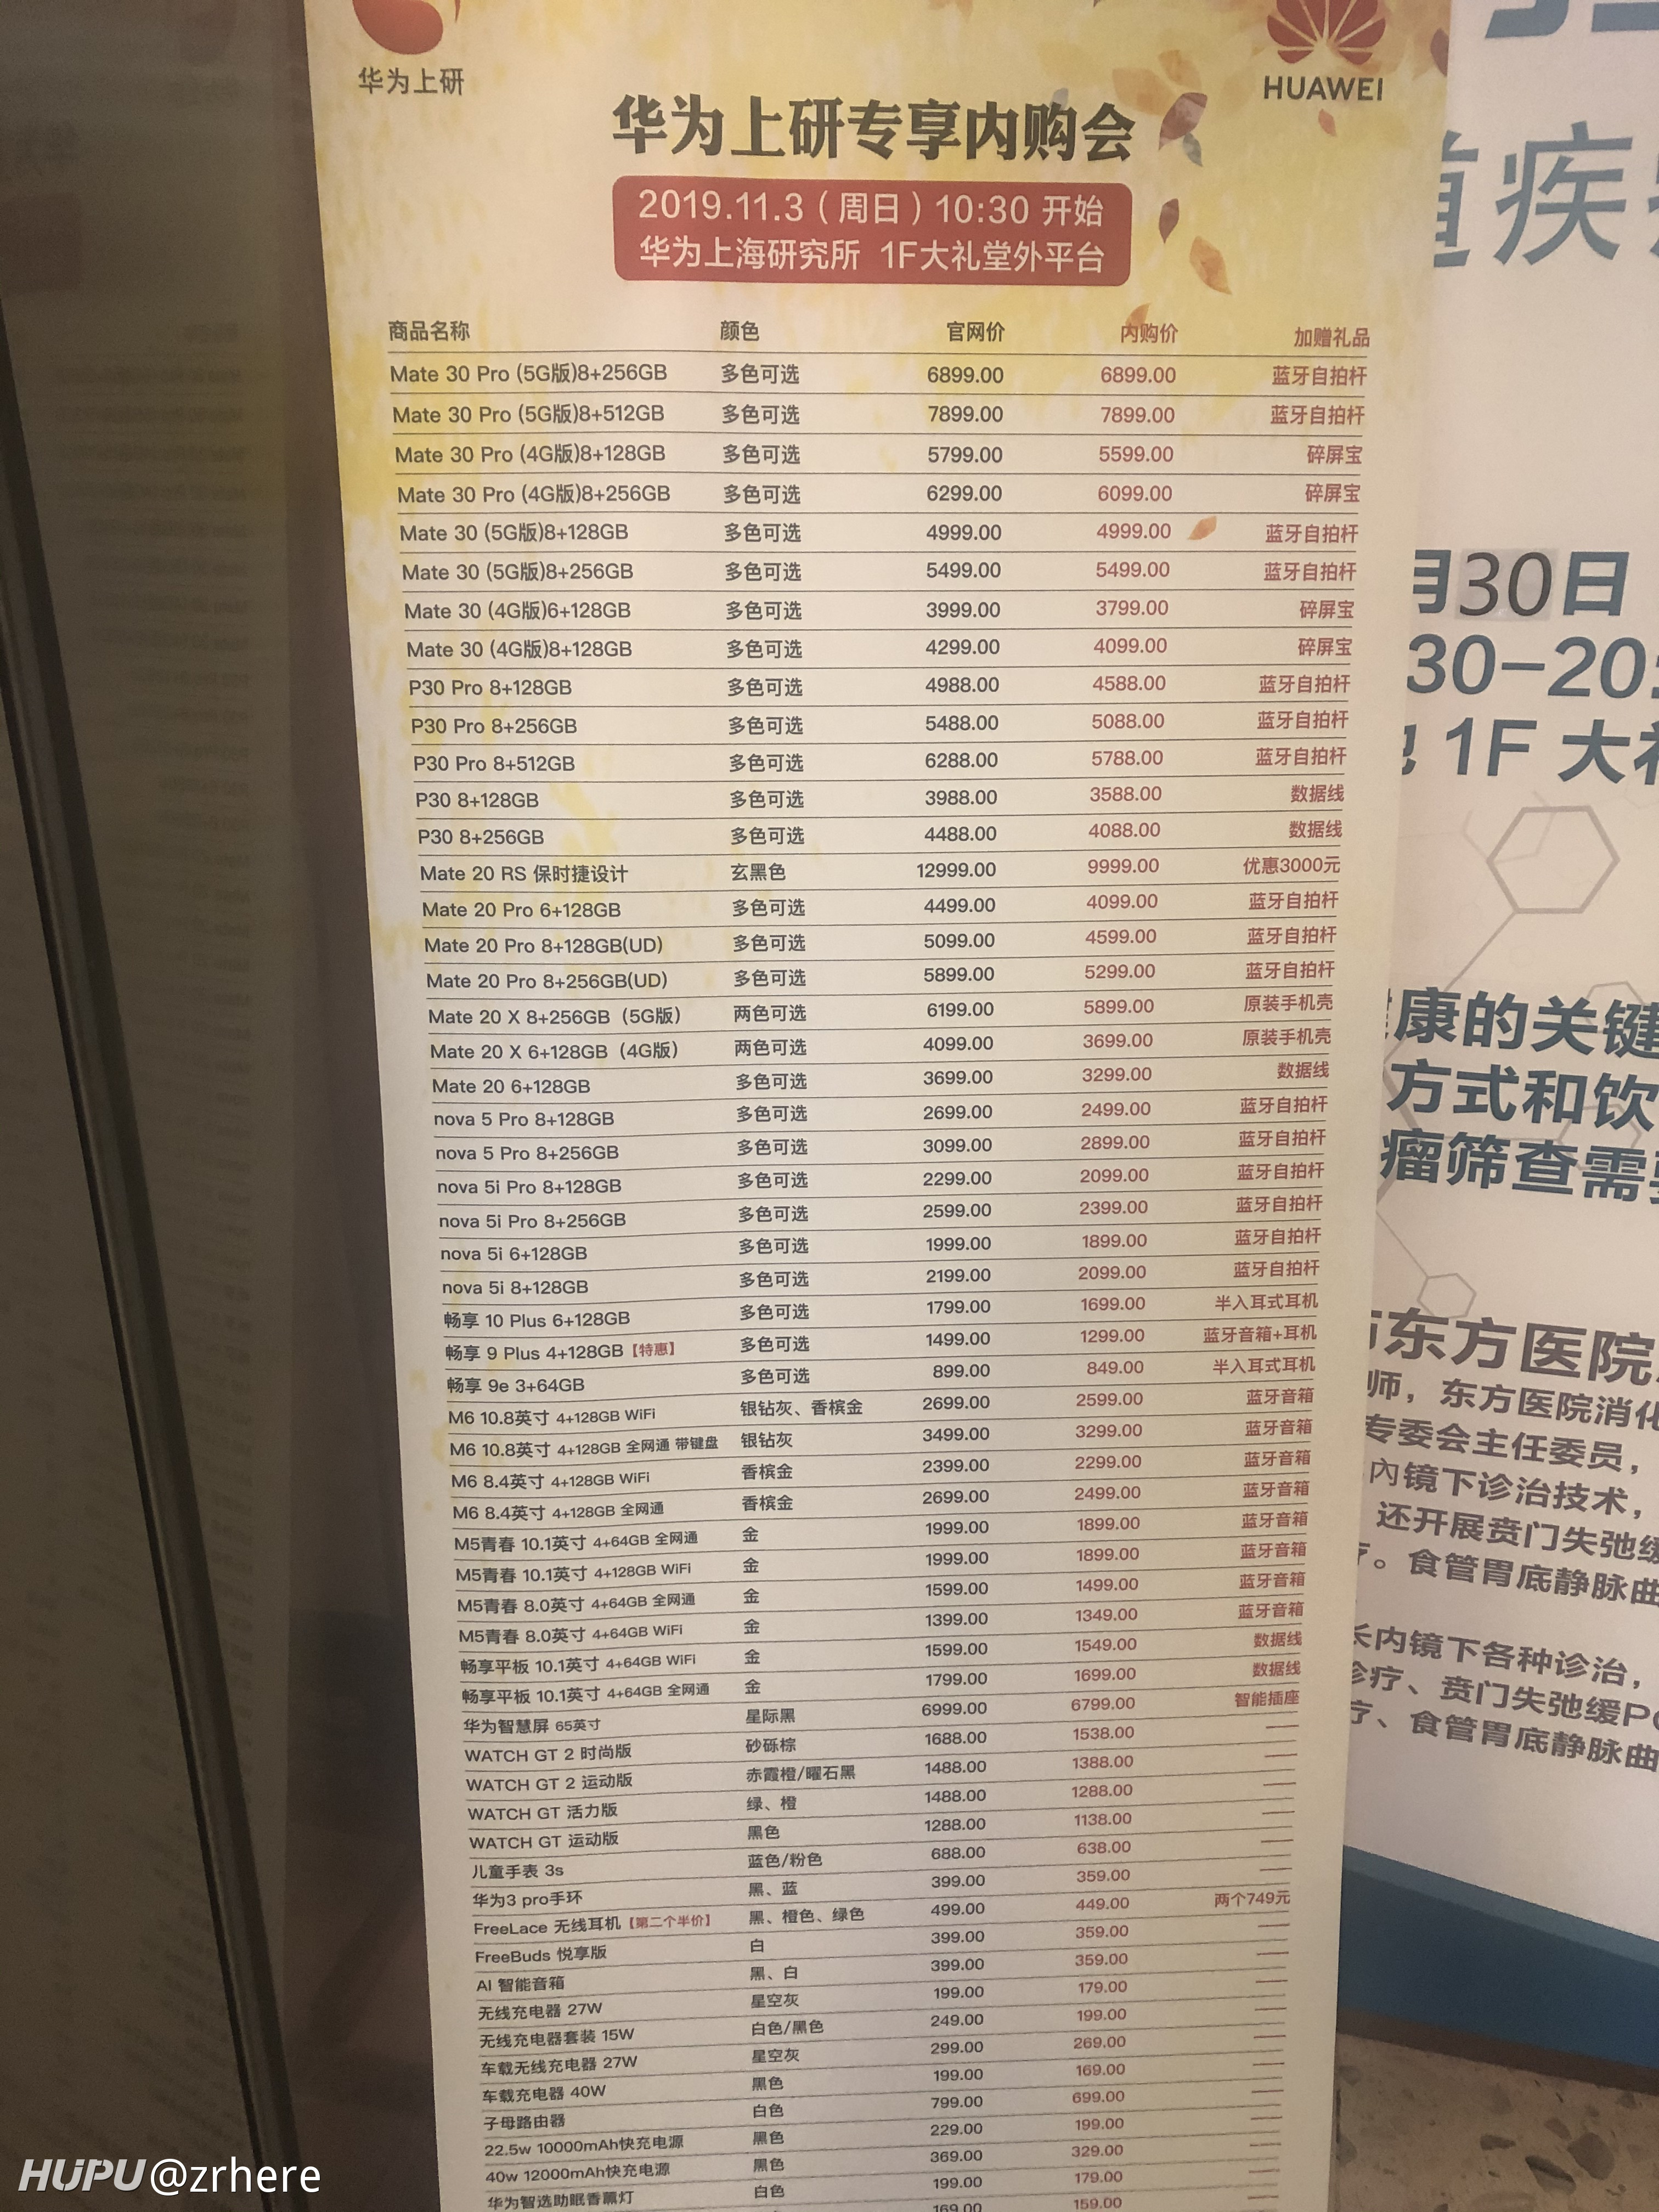 华为上研
HUAWEI
华为上研专享内购会
2019.11.3（周日）10:30 开始
华为上海研究所 1F大礼堂外平台
商品名称 颜色 官网价 内购价 加赠礼品
Mate 30 Pro (5G版)8+256GB 多色可选 6899.00 6899.00 蓝牙自拍杆
Mate 30 Pro (5G版)8+512GB 多色可选 7899.00 7899.00 蓝牙自拍杆
Mate 30 Pro (4G版)8+128GB 多色可选 5799.00 5599.00 碎屏宝
Mate 30 Pro (4G版)8+256GB 多色可选 6299.00 6099.00 碎屏宝
Mate 30 (5G版)8+128GB 多色可选 4999.00 4999.00 蓝牙自拍杆
Mate 30 (5G版)8+256GB 多色可选 5499.00 5499.00 蓝牙自拍杆
Mate 30 (4G版)6+128GB 多色可选 3999.00 3799.00 碎屏宝
Mate 30 (4G版)8+128GB 多色可选 4299.00 4099.00 碎屏宝
P30 Pro 8+128GB 多色可选 4988.00 4588.00 蓝牙自拍杆
P30 Pro 8+256GB 多色可选 5488.00 5088.00 蓝牙自拍杆
P30 Pro 8+512GB 多色可选 6288.00 5788.00 蓝牙自拍杆
P30 8+128GB 多色可选 3988.00 3588.00 数据线
P30 8+256GB 多色可选 4488.00 4088.00 数据线
Mate 20 RS 保时捷设计 玄黑色 12999.00 9999.00 优惠3000元
Mate 20 Pro 6+128GB 多色可选 4499.00 4099.00 蓝牙自拍杆
Mate 20 Pro 8+128GB(UD) 多色可选 5099.00 4599.00 蓝牙自拍杆
Mate 20 Pro 8+256GB(UD) 多色可选 5899.00 5299.00 蓝牙自拍杆
Mate 20 X 8+256GB（5G版） 两色可选 6199.00 5899.00 原装手机壳
Mate 20 X 6+128GB（4G版） 两色可选 4099.00 3699.00 原装手机壳
Mate 20 6+128GB 多色可选 3699.00 3299.00 数据线
nova 5 Pro 8+128GB 多色可选 2699.00 2499.00 蓝牙自拍杆
nova 5 Pro 8+256GB 多色可选 3099.00 2899.00 蓝牙自拍杆
nova 5i Pro 8+128GB 多色可选 2299.00 2099.00 蓝牙自拍杆
nova 5i Pro 8+256GB 多色可选 2599.00 2399.00 蓝牙自拍杆
nova 5i 6+128GB 多色可选 1999.00 1899.00 蓝牙自拍杆
nova 5i 8+128GB 多色可选 2199.00 2099.00 蓝牙自拍杆
畅享 10 Plus 6+128GB 多色可选 1799.00 1699.00 半入耳式耳机
畅享 9 Plus 4+128GB【特惠】 多色可选 1499.00 1299.00 蓝牙音箱+耳机
畅享 9e 3+64GB 多色可选 899.00 849.00 半入耳式耳机
M6 10.8英寸 4+128GB WiFi 银钻灰、香槟金 2699.00 2599.00 蓝牙音箱
M6 10.8英寸 4+128GB 全网通 带键盘 银钻灰 3499.00 3299.00 蓝牙音箱
M6 8.4英寸 4+128GB WiFi 香槟金 2399.00 2299.00 蓝牙音箱
M6 8.4英寸 4+128GB 全网通 香槟金 2699.00 2499.00 蓝牙音箱
M5青春 10.1英寸 4+64GB 全网通 金 1999.00 1899.00 蓝牙音箱
M5青春 10.1英寸 4+128GB WiFi 金 1999.00 1899.00 蓝牙音箱
M5青春 8.0英寸 4+64GB 全网通 金 1599.00 1499.00 蓝牙音箱
M5青春 8.0英寸 4+64GB WiFi 金 1399.00 1349.00 蓝牙音箱
畅享平板 10.1英寸 4+64GB WiFi 金 1599.00 1549.00 数据线
畅享平板 10.1英寸 4+64GB 全网通 金 1799.00 1699.00 数据线
华为智慧屏 65英寸 星际黑 6999.00 6799.00 智能插座
WATCH GT 2 时尚版 砂砾棕 1688.00 1538.00 —
WATCH GT 2 运动版 赤霞橙/曜石黑 1488.00 1388.00 —
WATCH GT 活力版 绿、橙 1488.00 1288.00 —
WATCH GT 运动版 黑色 1288.00 1138.00 —
儿童手表 3s 蓝色/粉色 688.00 638.00 —
华为3 pro手环 黑、蓝 399.00 359.00 —
FreeLace 无线耳机【第二个半价】 黑、橙色、绿色 499.00 449.00 两个749元
FreeBuds 悦享版 白 399.00 359.00 —
AI 智能音箱 黑、白 399.00 359.00 —
无线充电器 27W 星空灰 199.00 179.00 —
无线充电器套装 15W 白色/黑色 249.00 199.00 —
车载无线充电器 27W 星空灰 299.00 269.00 —
车载充电器 40W 黑色 199.00 169.00 —
子母路由器 白色 799.00 699.00 —
22.5w 10000mAh快充电源 黑色 229.00 199.00 —
40w 12000mAh快充电源 黑色 369.00 329.00 —
华为智选助眠香薰灯 白色 199.00 179.00 —
169.00 159.00
道疾
月30日
30-20:
1F 大礼
康的关键
方式和饮
瘤筛查需要
东方医院
师，东方医院消化
专委会主任委员，
内镜下诊治技术，
还开展贲门失弛缓
疗。食管胃底静脉曲
长内镜下各种诊治，
诊疗、贲门失弛缓PO
疗、食管胃底静脉曲
HUPU@zrhere